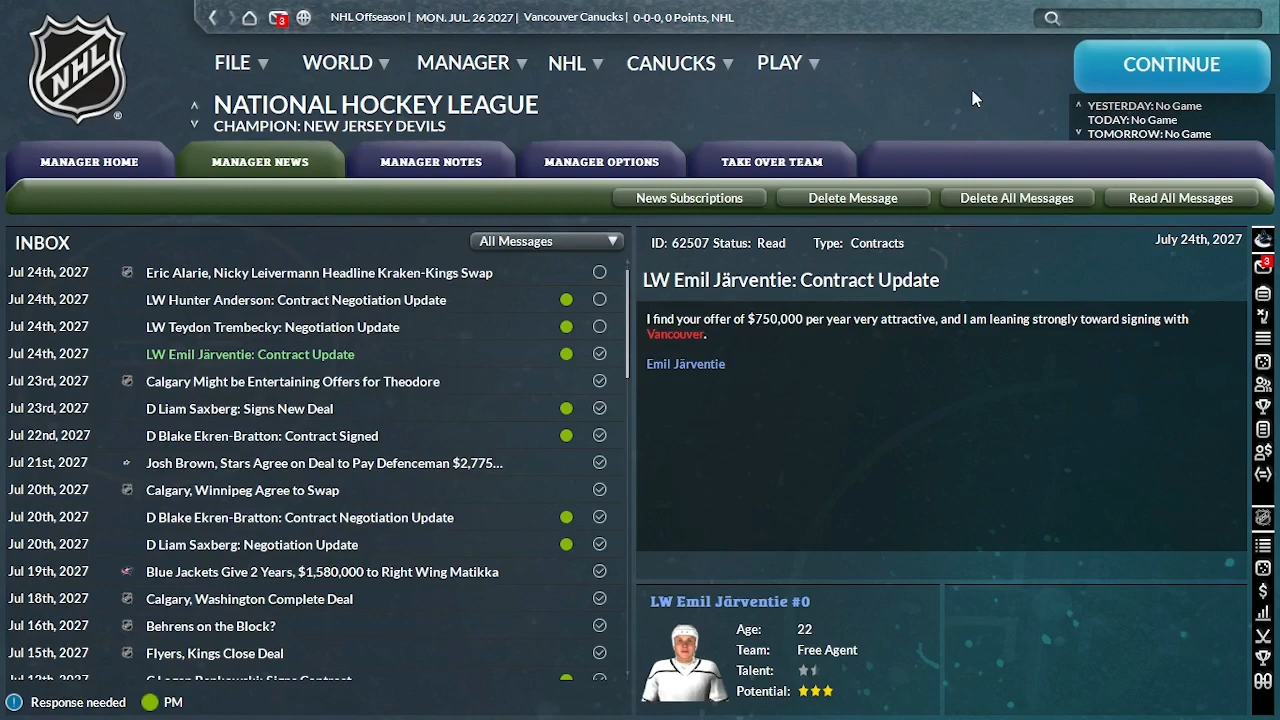 NHL Offseason | MON. JUL. 26 2027 | Vancouver Canucks | 0-0-0, 0 Points, NHL
3
NHL
FILE WORLD MANAGER NHL CANUCKS PLAY
CONTINUE
NATIONAL HOCKEY LEAGUE
CHAMPION: NEW JERSEY DEVILS
YESTERDAY: No Game
TODAY: No Game
TOMORROW: No Game
MANAGER HOME MANAGER NEWS MANAGER NOTES MANAGER OPTIONS TAKE OVER TEAM
News Subscriptions Delete Message Delete All Messages Read All Messages
INBOX All Messages
Jul 24th, 2027 Eric Alarie, Nicky Leivermann Headline Kraken-Kings Swap
Jul 24th, 2027 LW Hunter Anderson: Contract Negotiation Update
Jul 24th, 2027 LW Teydon Trembecky: Negotiation Update
Jul 24th, 2027 LW Emil Järventie: Contract Update
Jul 23rd, 2027 Calgary Might be Entertaining Offers for Theodore
Jul 23rd, 2027 D Liam Saxberg: Signs New Deal
Jul 22nd, 2027 D Blake Ekren-Bratton: Contract Signed
Jul 21st, 2027 Josh Brown, Stars Agree on Deal to Pay Defenceman $2,775...
Jul 20th, 2027 Calgary, Winnipeg Agree to Swap
Jul 20th, 2027 D Blake Ekren-Bratton: Contract Negotiation Update
Jul 20th, 2027 D Liam Saxberg: Negotiation Update
Jul 19th, 2027 Blue Jackets Give 2 Years, $1,580,000 to Right Wing Matikka
Jul 18th, 2027 Calgary, Washington Complete Deal
Jul 16th, 2027 Behrens on the Block?
Jul 15th, 2027 Flyers, Kings Close Deal
Response needed PM
ID: 62507 Status: Read Type: Contracts July 24th, 2027
LW Emil Järventie: Contract Update
I find your offer of $750,000 per year very attractive, and I am leaning strongly toward signing with
Vancouver.
Emil Järventie
LW Emil Järventie #0
Age: 22
Team: Free Agent
Talent:
Potential:
3